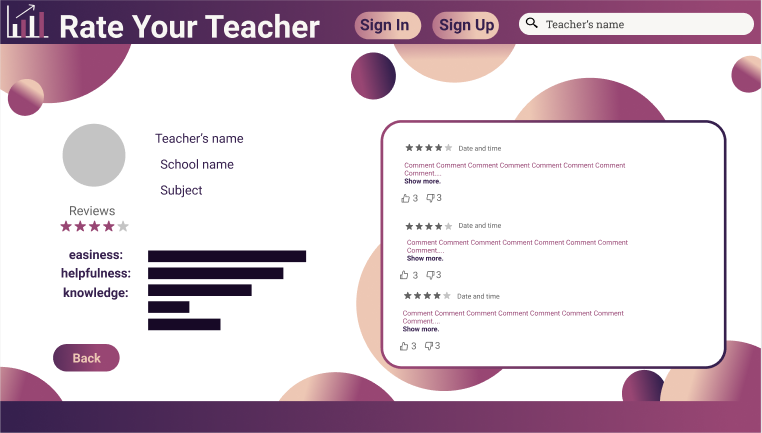 Rate Your Teacher
Sign In
Sign Up
Teacher's name
Teacher's name
School name
Subject
Reviews
easiness:
helpfulness:
knowledge:
Back
Date and time
Comment Comment Comment Comment Comment Comment Comment
Comment....
Show more.
3 3
Date and time
Comment Comment Comment Comment Comment Comment Comment
Comment....
Show more.
3 3
Date and time
Comment Comment Comment Comment Comment Comment Comment
Comment....
Show more.
3 3